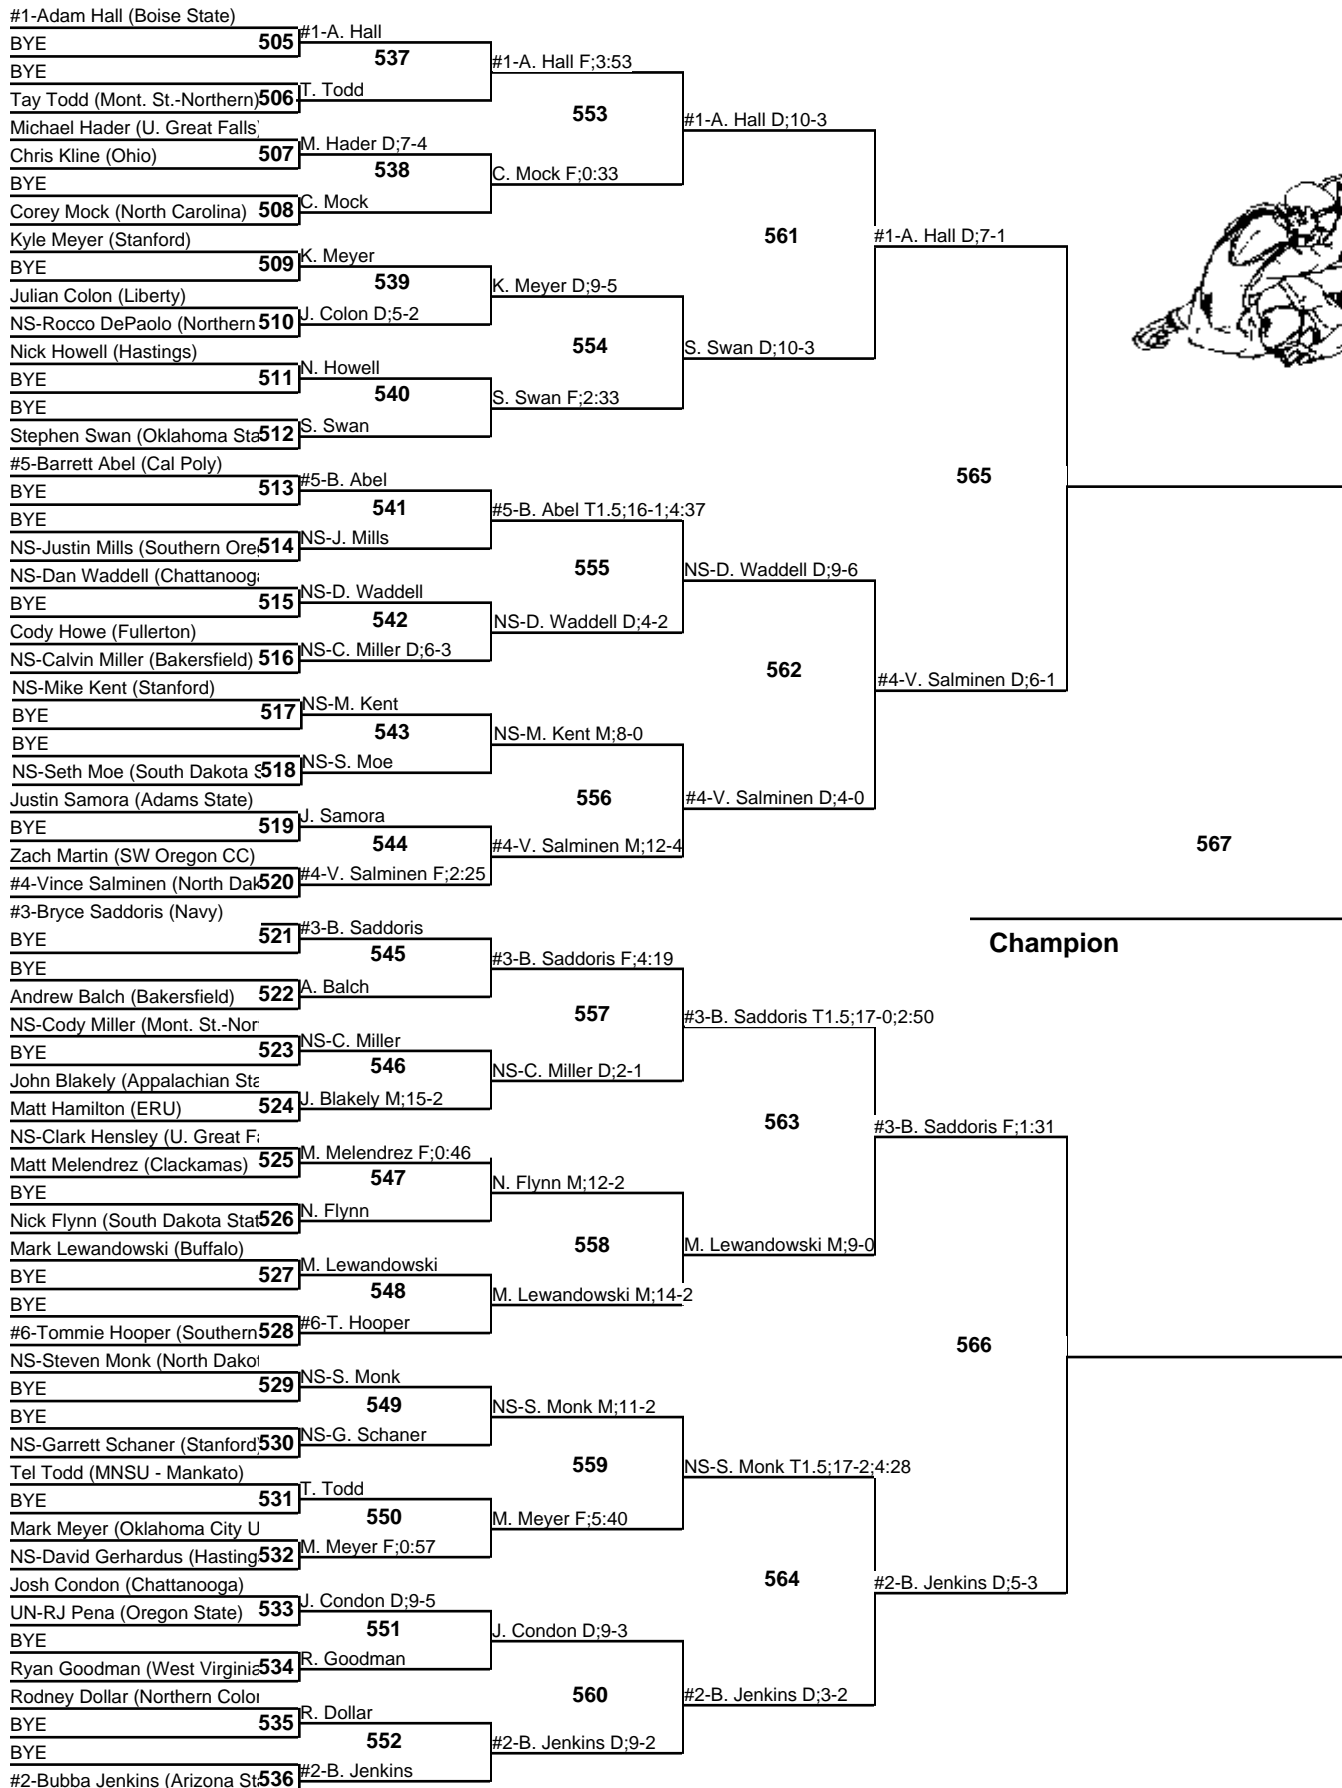 #1-Adam Hall (Boise State)
BYE
505
BYE
Tay Todd (Mont. St.-Northern)
506
Michael Hader (U. Great Falls)
Chris Kline (Ohio)
507
BYE
Corey Mock (North Carolina)
508
Kyle Meyer (Stanford)
BYE
509
Julian Colon (Liberty)
NS-Rocco DePaolo (Northern
510
Nick Howell (Hastings)
BYE
511
BYE
Stephen Swan (Oklahoma Sta
512
#5-Barrett Abel (Cal Poly)
BYE
513
BYE
NS-Justin Mills (Southern Ore
514
NS-Dan Waddell (Chattanooga
BYE
515
Cody Howe (Fullerton)
NS-Calvin Miller (Bakersfield)
516
NS-Mike Kent (Stanford)
BYE
517
BYE
NS-Seth Moe (South Dakota S
518
Justin Samora (Adams State)
BYE
519
Zach Martin (SW Oregon CC)
#4-Vince Salminen (North Dak
520
#3-Bryce Saddoris (Navy)
BYE
521
BYE
Andrew Balch (Bakersfield)
522
NS-Cody Miller (Mont. St.-Nor
BYE
523
John Blakely (Appalachian Sta
Matt Hamilton (ERU)
524
NS-Clark Hensley (U. Great Fa
Matt Melendrez (Clackamas)
525
BYE
Nick Flynn (South Dakota Stat
526
Mark Lewandowski (Buffalo)
BYE
527
BYE
#6-Tommie Hooper (Southern
528
NS-Steven Monk (North Dakot
BYE
529
BYE
NS-Garrett Schaner (Stanford)
530
Tel Todd (MNSU - Mankato)
BYE
531
Mark Meyer (Oklahoma City U
NS-David Gerhardus (Hasting
532
Josh Condon (Chattanooga)
UN-RJ Pena (Oregon State)
533
BYE
Ryan Goodman (West Virginia
534
Rodney Dollar (Northern Color
BYE
535
BYE
#2-Bubba Jenkins (Arizona St
536
#1-A. Hall
537
T. Todd
M. Hader D;7-4
538
C. Mock
K. Meyer
539
J. Colon D;5-2
N. Howell
540
S. Swan
#5-B. Abel
541
NS-J. Mills
NS-D. Waddell
542
NS-C. Miller D;6-3
NS-M. Kent
543
NS-S. Moe
J. Samora
544
#4-V. Salminen F;2:25
#3-B. Saddoris
545
A. Balch
NS-C. Miller
546
J. Blakely M;15-2
M. Melendrez F;0:46
547
N. Flynn
M. Lewandowski
548
#6-T. Hooper
NS-S. Monk
549
NS-G. Schaner
T. Todd
550
M. Meyer F;0:57
J. Condon D;9-5
551
R. Goodman
R. Dollar
552
#2-B. Jenkins
#1-A. Hall F;3:53
553
C. Mock F;0:33
K. Meyer D;9-5
554
S. Swan F;2:33
#5-B. Abel T1.5;16-1;4:37
555
NS-D. Waddell D;4-2
NS-M. Kent M;8-0
556
#4-V. Salminen M;12-4
#3-B. Saddoris F;4:19
557
NS-C. Miller D;2-1
N. Flynn M;12-2
558
M. Lewandowski M;14-2
NS-S. Monk M;11-2
559
M. Meyer F;5:40
J. Condon D;9-3
560
#2-B. Jenkins D;9-2
#1-A. Hall D;10-3
561
S. Swan D;10-3
NS-D. Waddell D;9-6
562
#4-V. Salminen D;4-0
#3-B. Saddoris T1.5;17-0;2:50
563
M. Lewandowski M;9-0
NS-S. Monk T1.5;17-2;4:28
564
#2-B. Jenkins D;3-2
#1-A. Hall D;7-1
565
#4-V. Salminen D;6-1
#3-B. Saddoris F;1:31
566
#2-B. Jenkins D;5-3
567
Champion